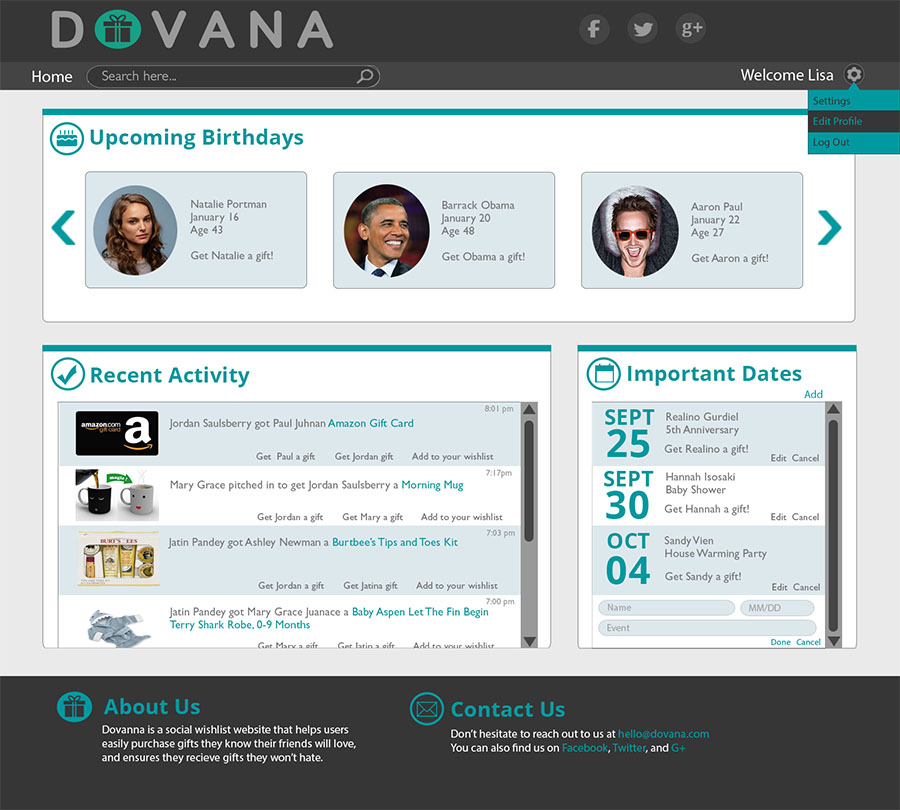 DOVANA
f
g+
Home
Search here...
Welcome Lisa
Settings
Edit Profile
Log Out
Upcoming Birthdays
Natalie Portman
January 16
Age 43
Get Natalie a gift!
Barrack Obama
January 20
Age 48
Get Obama a gift!
Aaron Paul
January 22
Age 27
Get Aaron a gift!
Recent Activity
8:01 pm
amazon.com
gift card
a
Jordan Saulsberry got Paul Juhnan Amazon Gift Card
Get Paul a gift Get Jordan gift Add to your wishlist
7:17pm
magic
Mary Grace pitched in to get Jordan Saulsberry a Morning Mug
Get Jordan a gift Get Mary a gift Add to your wishlist
7:03 pm
BURT'S BEES
Jatin Pandey got Ashley Newman a Burtbee's Tips and Toes Kit
Get Jordan a gift Get Jatina gift Add to your wishlist
7:00 pm
Jatin Pandey got Mary Grace Juanace a Baby Aspen Let The Fin Begin
Terry Shark Robe, 0-9 Months
Get Mary a gift Get Jatin a gift Add to your wishlist
Important Dates
Add
SEPT
25
Realino Gurdiel
5th Anniversary
Get Realino a gift!
Edit Cancel
SEPT
30
Hannah Isosaki
Baby Shower
Get Hannah a gift!
Edit Cancel
OCT
04
Sandy Vien
House Warming Party
Get Sandy a gift!
Edit Cancel
Name
MM/DD
Event
Done Cancel
About Us
Dovanna is a social wishlist website that helps users
easily purchase gifts they know their friends will love,
and ensures they recieve gifts they won't hate.
Contact Us
Don't hesitate to reach out to us at hello@dovana.com
You can also find us on Facebook, Twitter, and G+